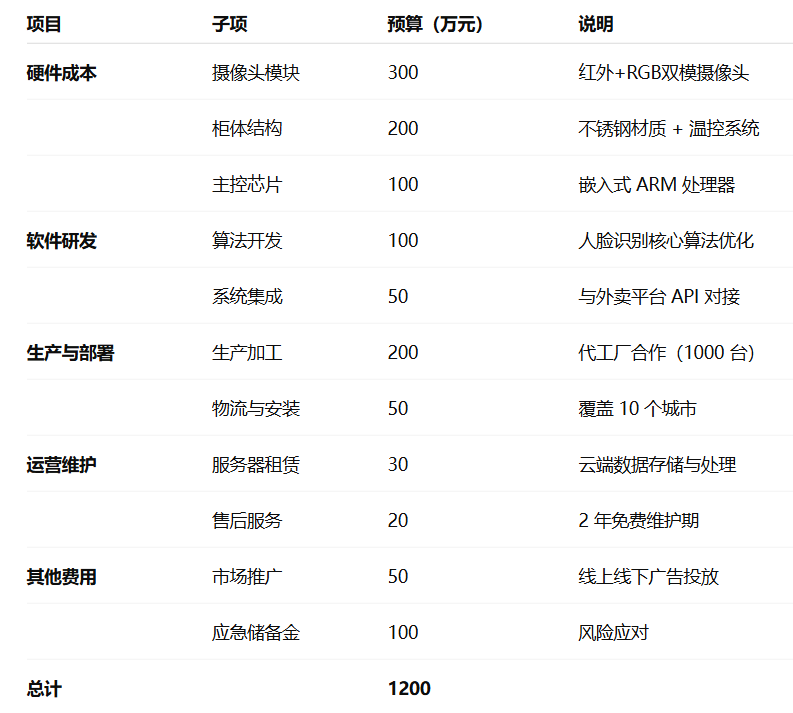 项目 子项 预算（万元） 说明
硬件成本 摄像头模块 300 红外+RGB双模摄像头
柜体结构 200 不锈钢材质 + 温控系统
主控芯片 100 嵌入式 ARM 处理器
软件研发 算法开发 100 人脸识别核心算法优化
系统集成 50 与外卖平台 API 对接
生产与部署 生产加工 200 代工厂合作（1000 台）
物流与安装 50 覆盖 10 个城市
运营维护 服务器租赁 30 云端数据存储与处理
售后服务 20 2 年免费维护期
其他费用 市场推广 50 线上线下广告投放
应急储备金 100 风险应对
总计 1200